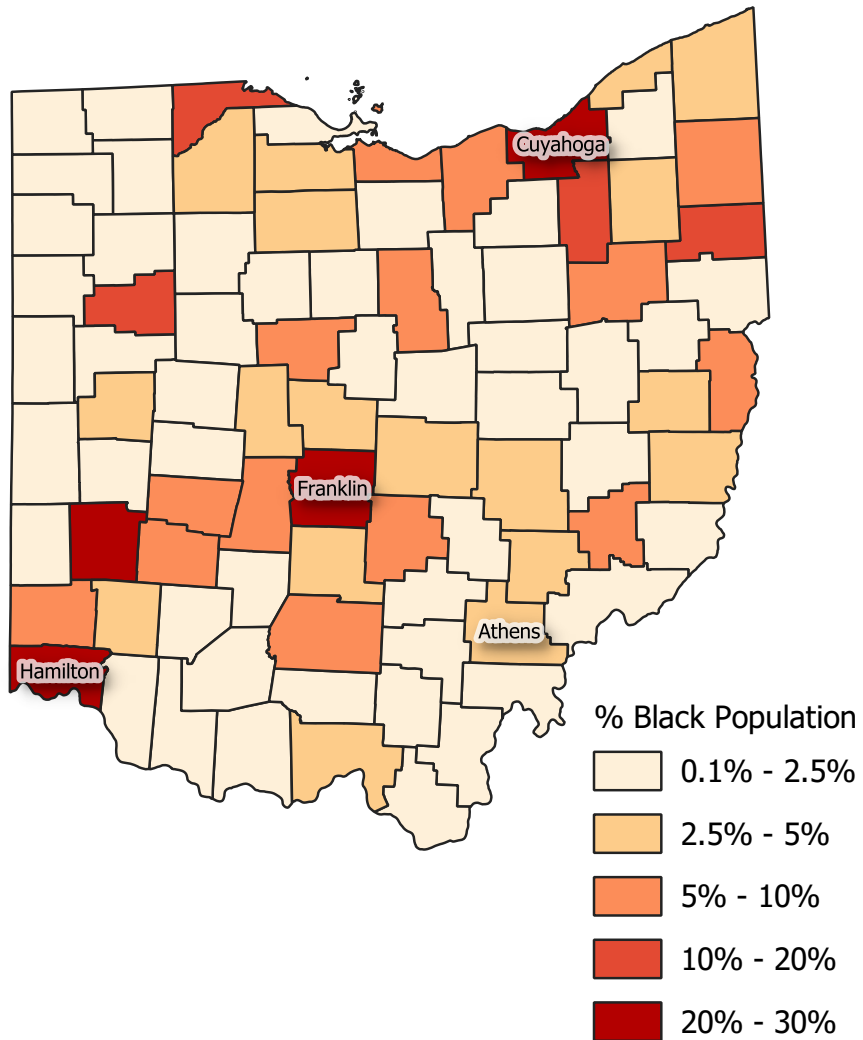 Cuyahoga
Franklin
Athens
Hamilton
% Black Population
0.1% - 2.5%
2.5% - 5%
5% - 10%
10% - 20%
20% - 30%